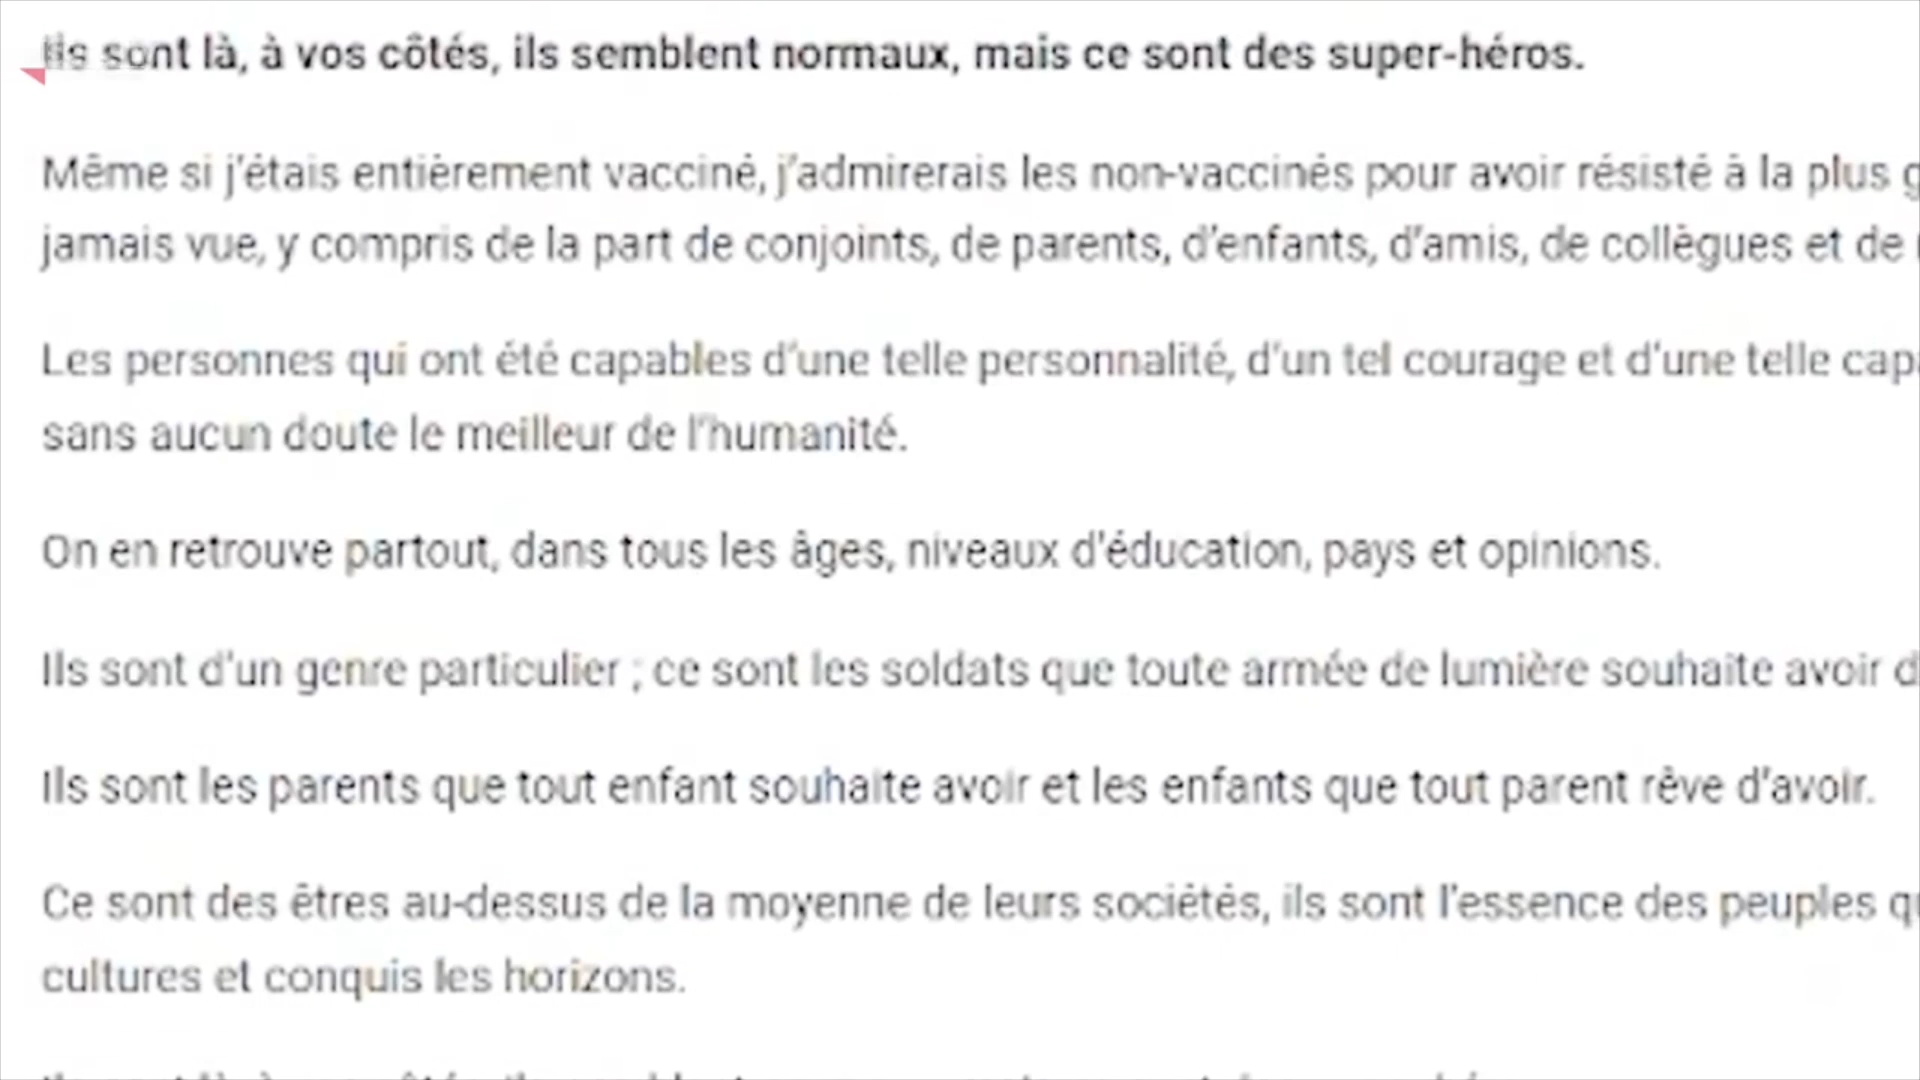 Ils sont là, à vos côtés, ils semblent normaux, mais ce sont des super-héros.
Même si j'étais entièrement vacciné, j'admirerais les non-vaccinés pour avoir résisté à la plus
jamais vue, y compris de la part de conjoints, de parents, d'enfants, d'amis, de collègues et de
Les personnes qui ont été capables d'une telle personnalité, d'un tel courage et d'une telle
sans aucun doute le meilleur de l'humanité.
On en retrouve partout, dans tous les âges, niveaux d'éducation, pays et opinions.
Ils sont d'un genre particulier ; ce sont les soldats que toute armée de lumière souhaite avoir
Ils sont les parents que tout enfant souhaite avoir et les enfants que tout parent rêve d'avoir.
Ce sont des êtres au-dessus de la moyenne de leurs sociétés, ils sont l'essence des peuples
cultures et conquis les horizons.